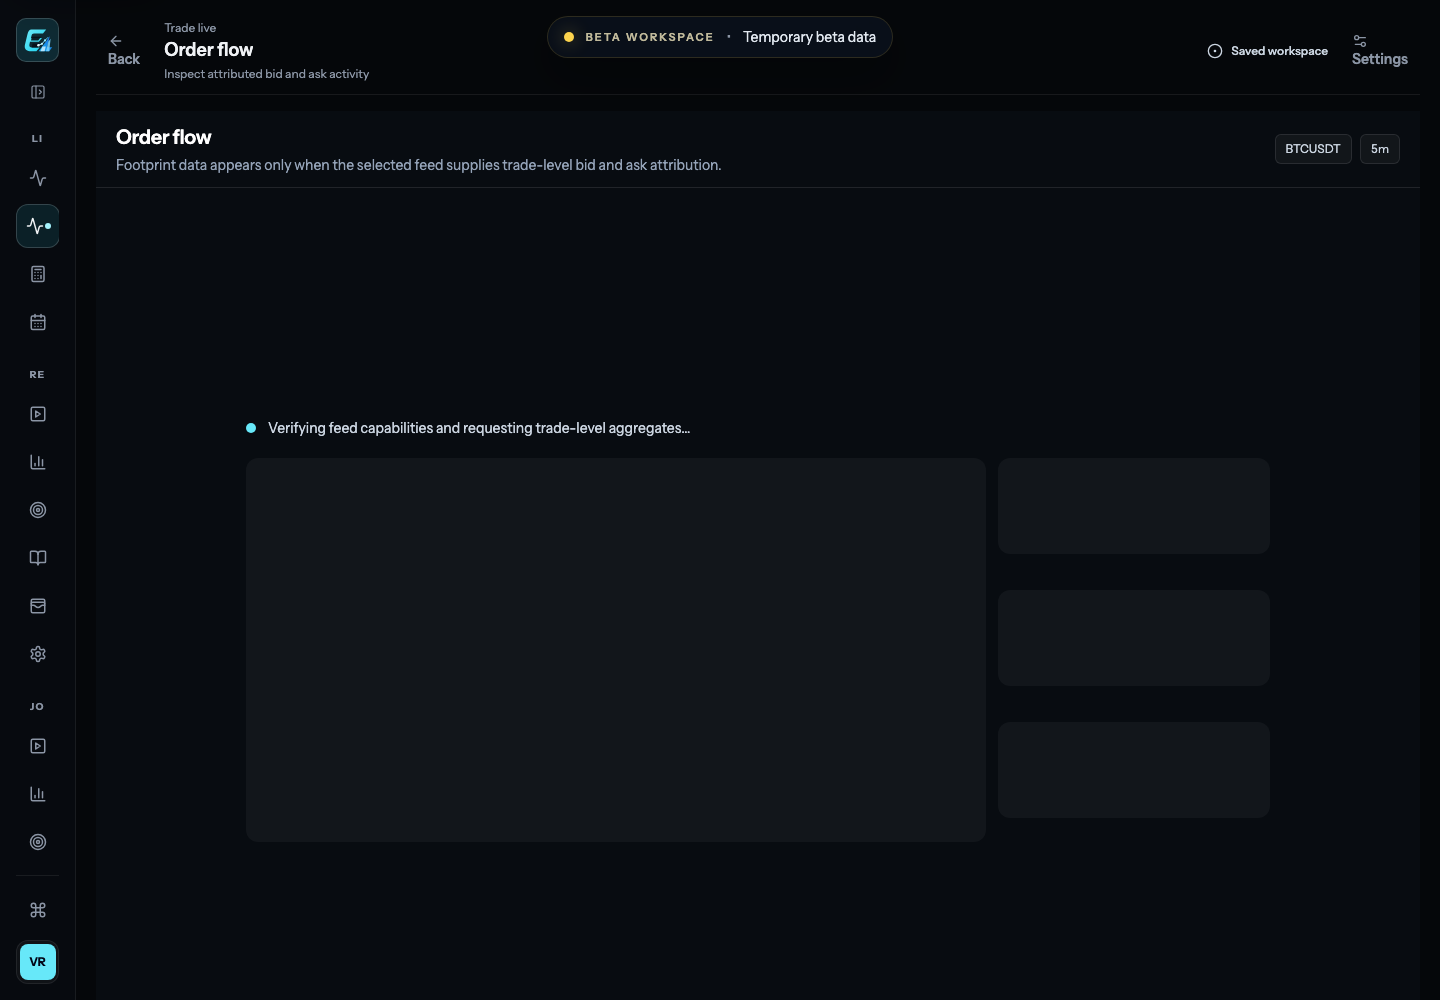 Back
Trade live
Order flow
Inspect attributed bid and ask activity
BETA WORKSPACE · Temporary beta data
Saved workspace
Settings
LI
Order flow
Footprint data appears only when the selected feed supplies trade-level bid and ask attribution.
BTCUSDT
5m
RE
Verifying feed capabilities and requesting trade-level aggregates...
JO
VR